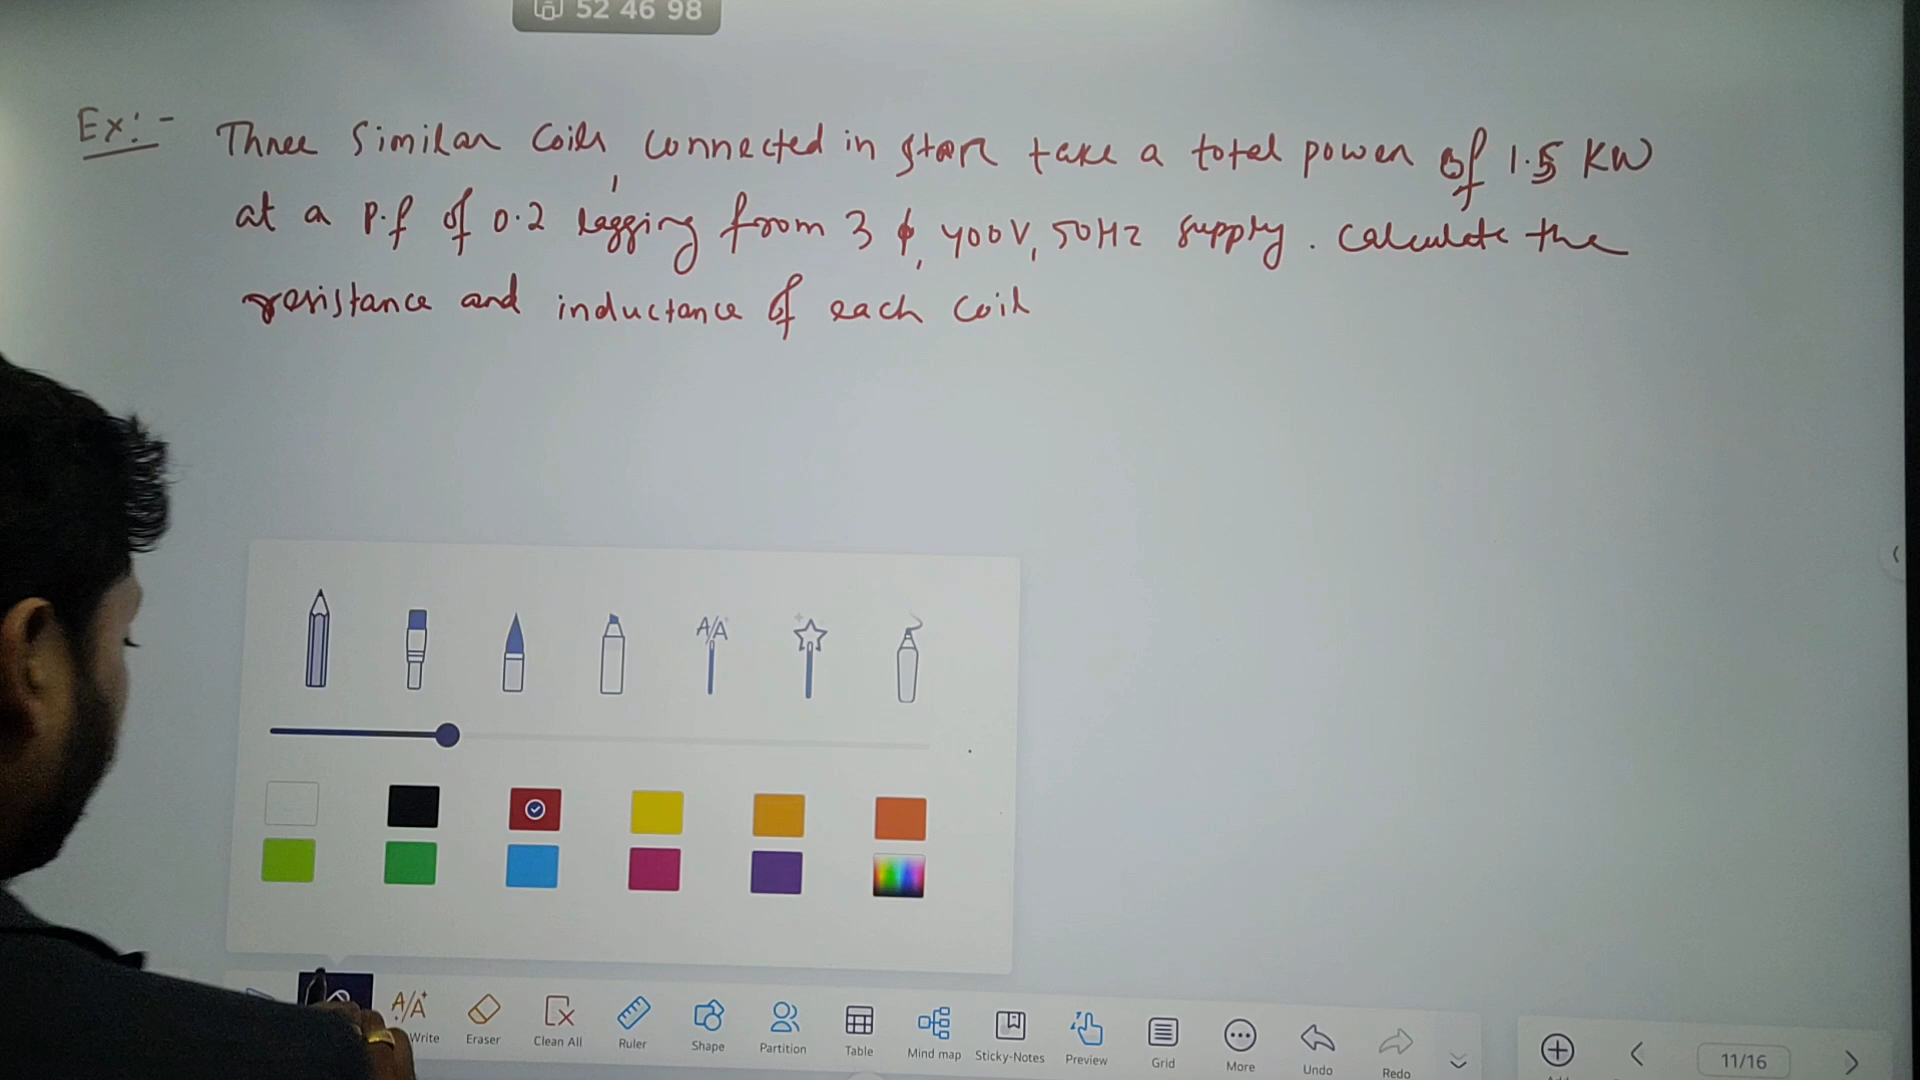 52 46 98
Ex:- Three Similar Coils, connected in star take a total power of 1.5 KW
at a p.f of 0.2 lagging from 3 ϕ, 400V, 50Hz supply. Calculate the
resistance and inductance of each coil
A/A
A/A
Write
Eraser
Clean All
Ruler
Shape
Partition
Table
Mind map
Sticky-Notes
Preview
Grid
More
Undo
Redo
11/16